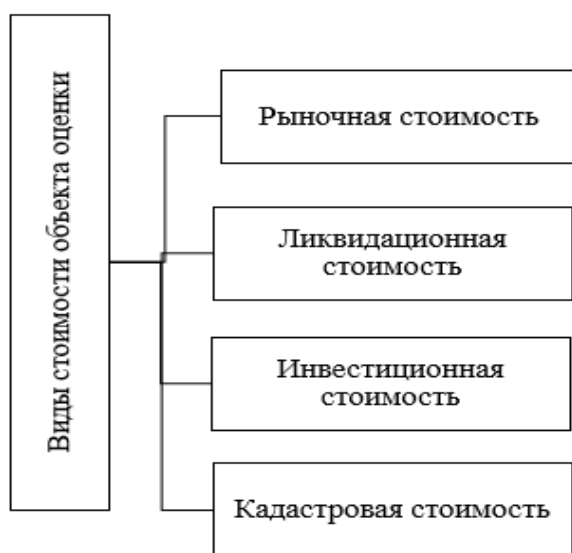 Виды стоимости объекта оценки
Рыночная стоимость
Ликвидационная
стоимость
Инвестиционная
стоимость
Кадастровая стоимость